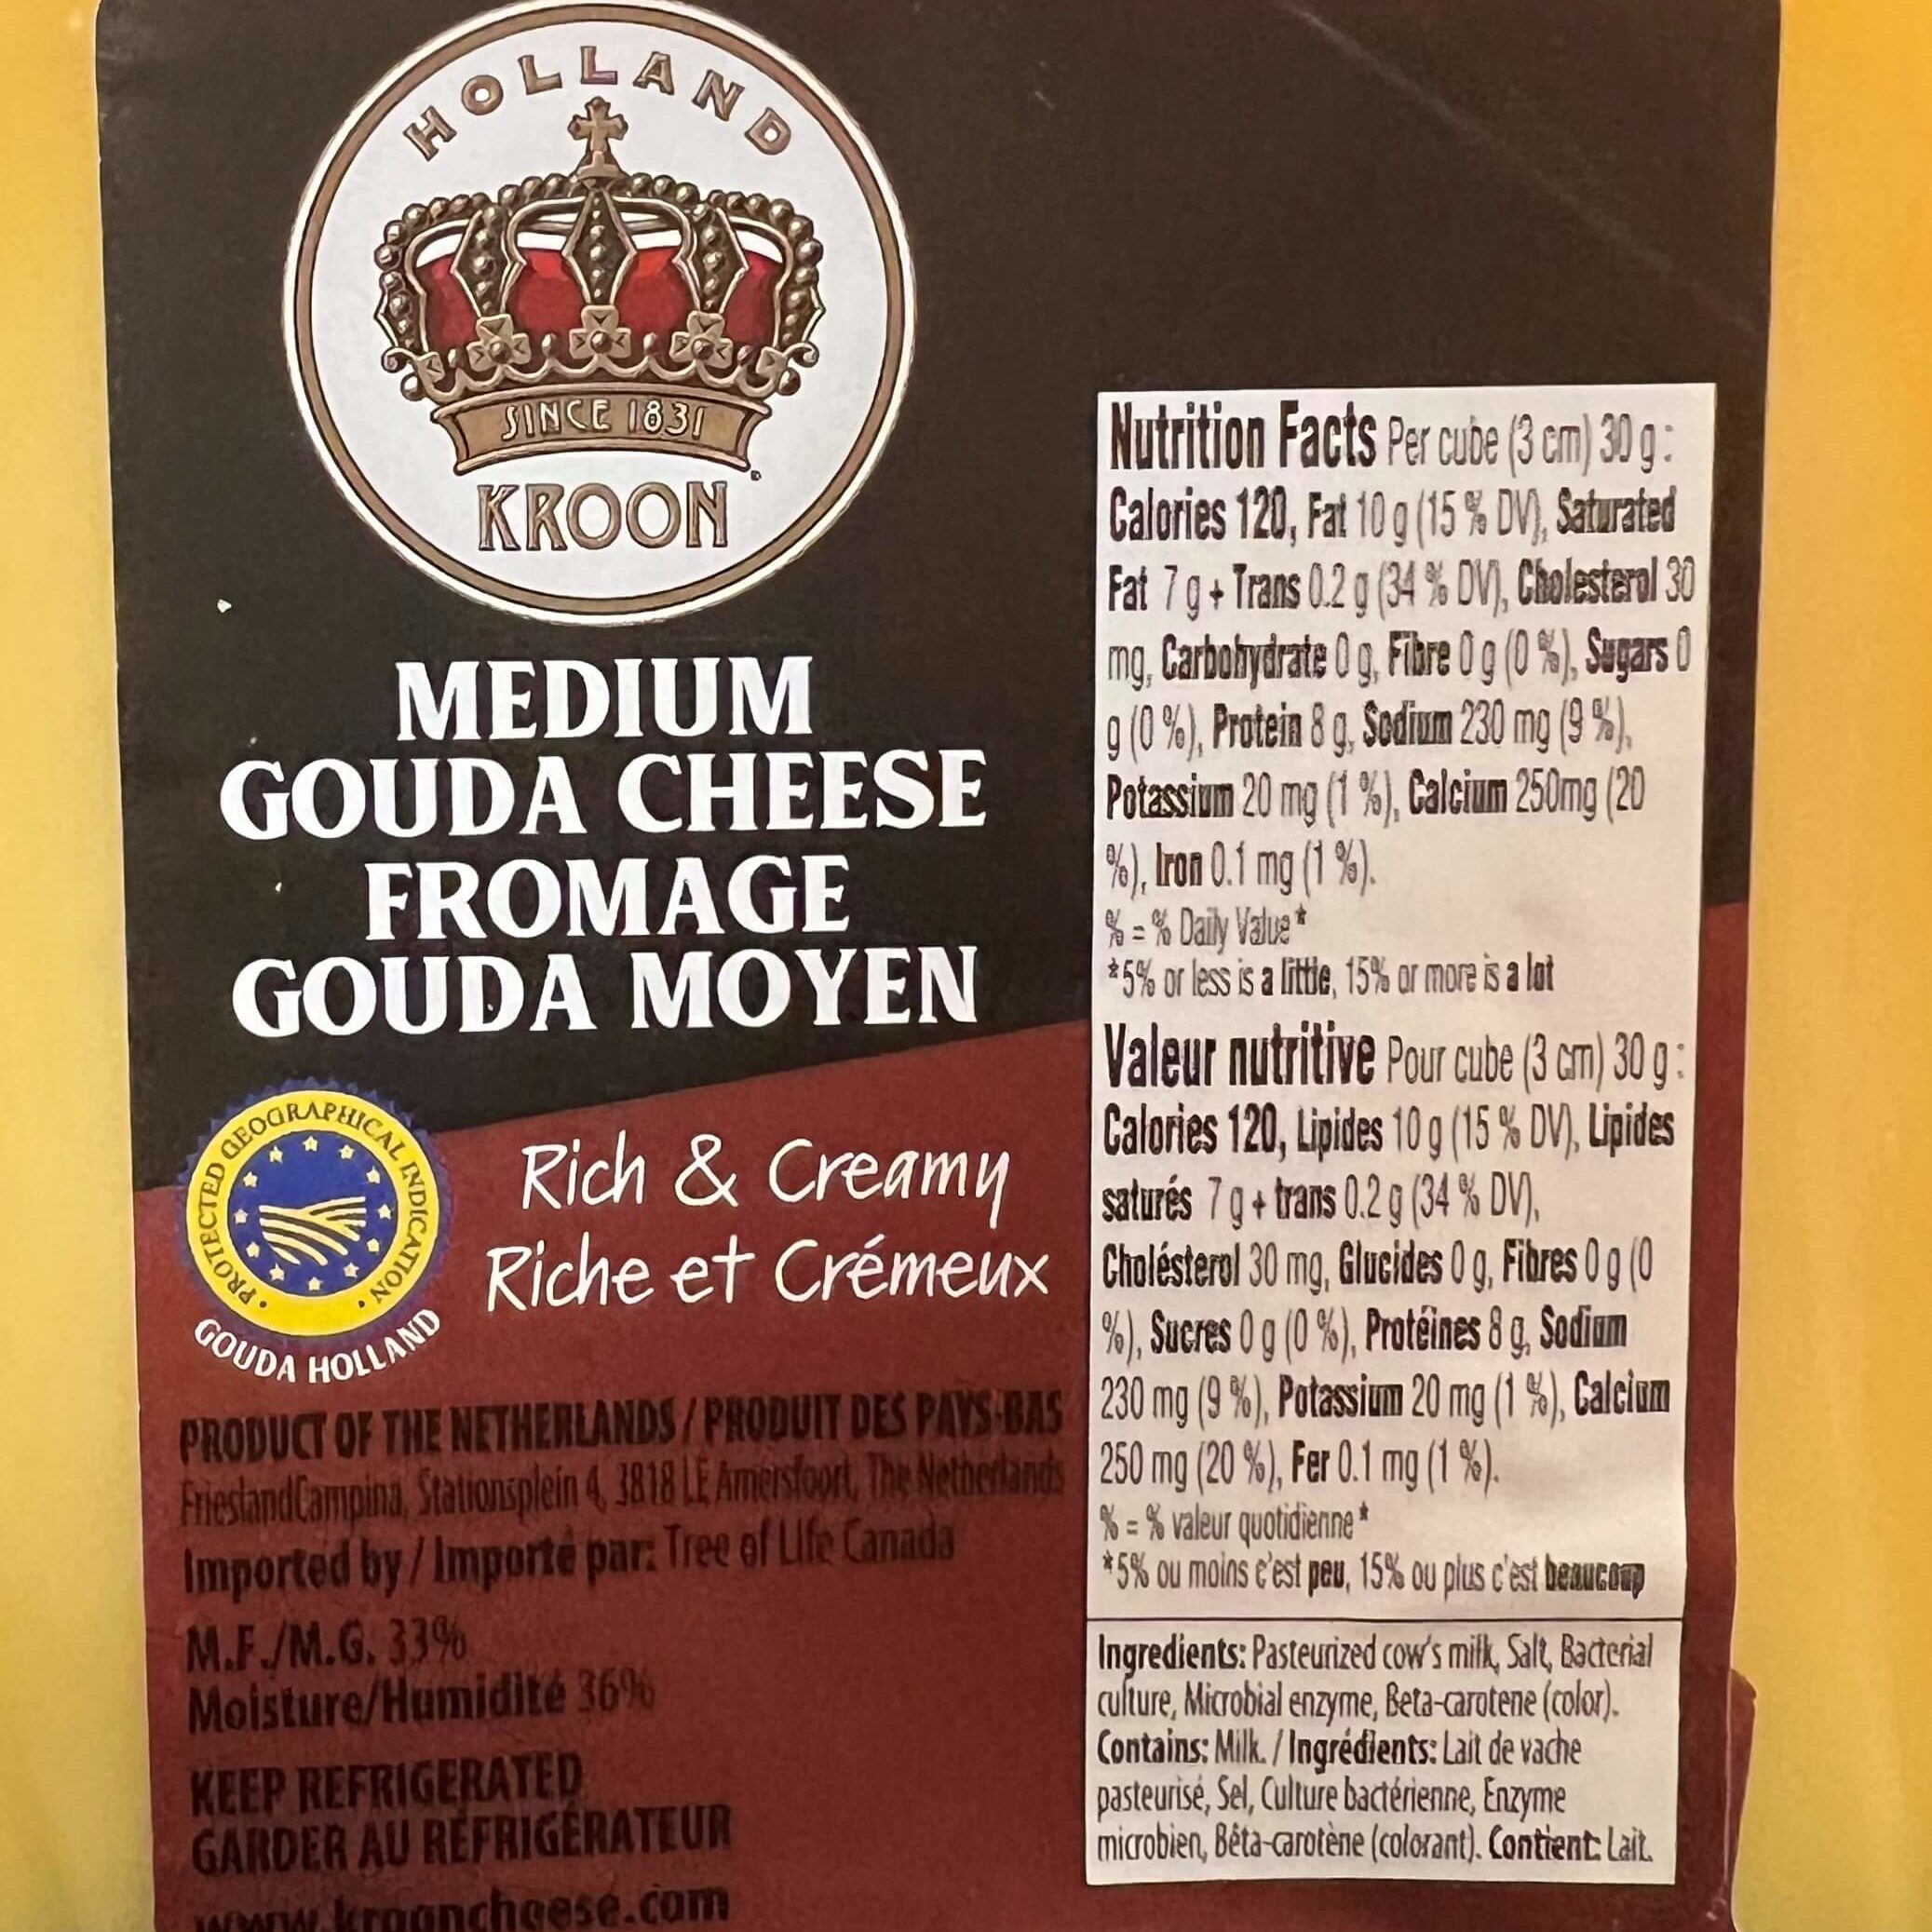 HOLLAND
SINCE 1831
KROON
MEDIUM
GOUDA CHEESE
FROMAGE
GOUDA MOYEN
PROTECTED GEOGRAPHICAL INDICATION
GOUDA HOLLAND
Rich & Creamy
Riche et Crémeux
PRODUCT OF THE NETHERLANDS / PRODUIT DES PAYS-BAS
FrieslandCampina, Stationsplein 4, 3818 LE Amersfoort, The Netherlands
Imported by / Importé par: Tree of Life Canada
M.F./M.G. 33%
Moisture/Humidité 36%
KEEP REFRIGERATED
GARDER AU RÉFRIGÉRATEUR
www.krooncheese.com
Nutrition Facts Per cube (3 cm) 30 g :
Calories 120, Fat 10 g (15 % DV), Saturated
Fat 7 g + Trans 0.2 g (34 % DV), Cholesterol 30
mg, Carbohydrate 0 g, Fibre 0 g (0 %), Sugars 0
g (0 %), Protein 8 g, Sodium 230 mg (9 %),
Potassium 20 mg (1 %), Calcium 250mg (20
%), Iron 0.1 mg (1 %).
% = % Daily Value*
*5% or less is a little, 15% or more is a lot
Valeur nutritive Pour cube (3 cm) 30 g :
Calories 120, Lipides 10 g (15 % DV), Lipides
saturés 7 g + trans 0.2 g (34 % DV),
Cholésterol 30 mg, Glucides 0 g, Fibres 0 g (0
%), Sucres 0 g (0 %), Protéines 8 g, Sodium
230 mg (9 %), Potassium 20 mg (1 %), Calcium
250 mg (20 %), Fer 0.1 mg (1 %).
% = % valeur quotidienne*
*5% ou moins c'est peu, 15% ou plus c'est beaucoup
Ingredients: Pasteurized cow's milk, Salt, Bacterial
culture, Microbial enzyme, Beta-carotene (color).
Contains: Milk. / Ingrédients: Lait de vache
pasteurisé, Sel, Culture bactérienne, Enzyme
microbien, Bêta-carotène (colorant). Contient: Lait.